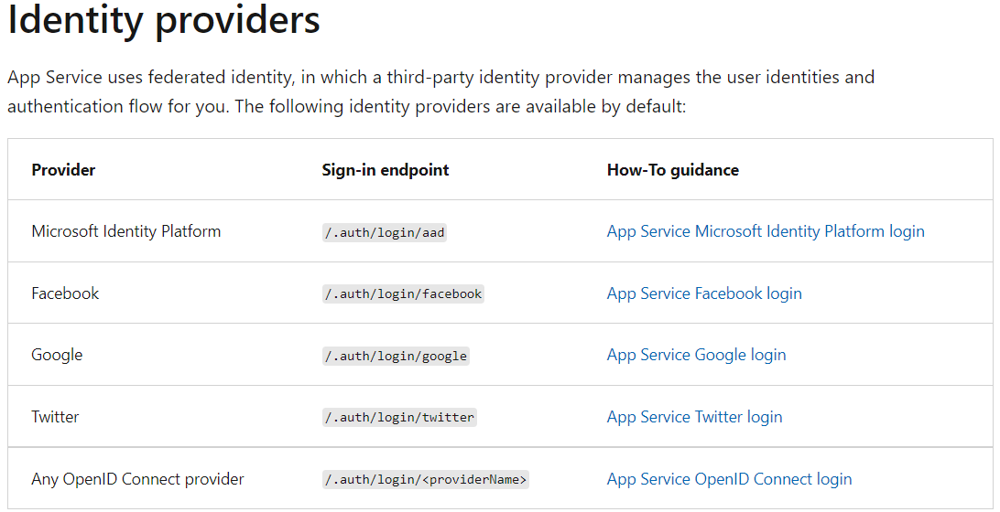 Identity providers
App Service uses federated identity, in which a third-party identity provider manages the user identities and
authentication flow for you. The following identity providers are available by default:
Provider Sign-in endpoint How-To guidance
Microsoft Identity Platform /.auth/login/aad App Service Microsoft Identity Platform login
Facebook /.auth/login/facebook App Service Facebook login
Google /.auth/login/google App Service Google login
Twitter /.auth/login/twitter App Service Twitter login
Any OpenID Connect provider /.auth/login/<providerName> App Service OpenID Connect login